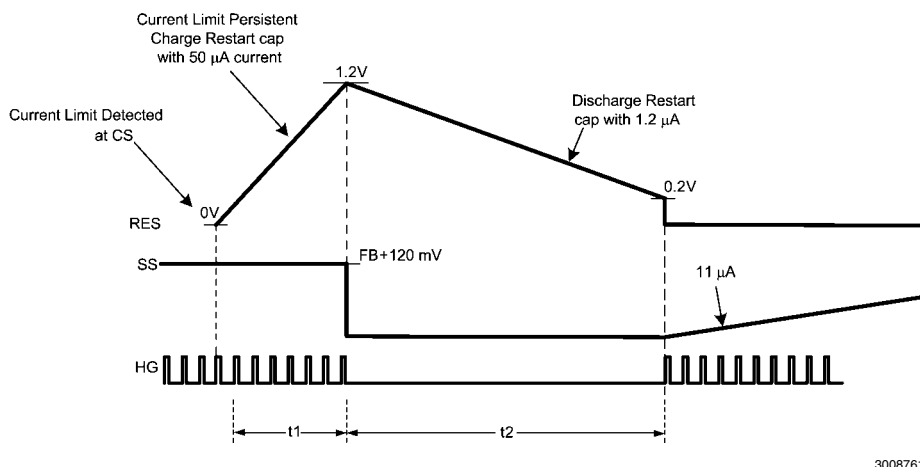 Current Limit Persistent
Charge Restart cap
with 50 µA current
1.2V
Discharge Restart
cap with 1.2 µA
Current Limit Detected
at CS
0V
0.2V
RES
SS
FB+120 mV
11 µA
HG
t1
t2